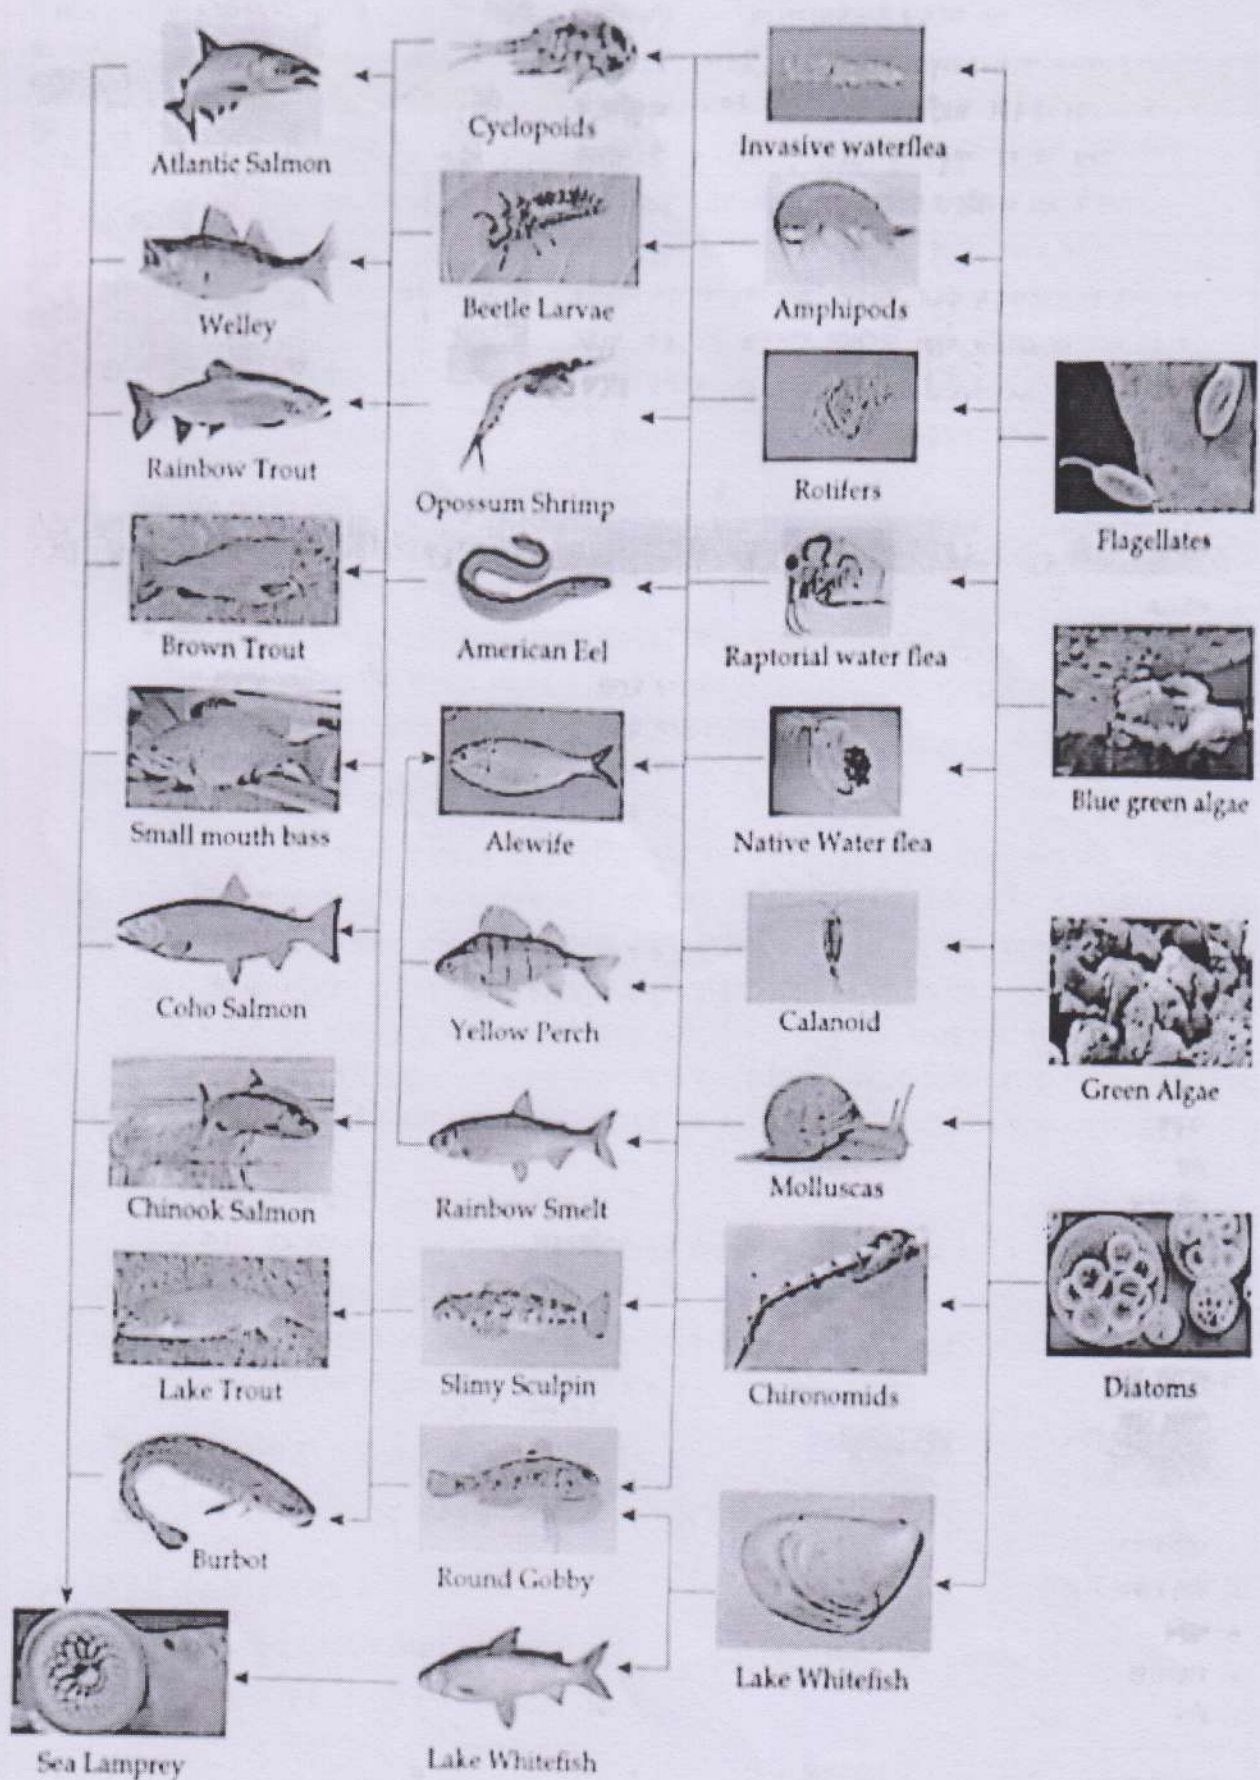 Atlantic Salmon
Welley
Rainbow Trout
Brown Trout
Small mouth bass
Coho Salmon
Chinook Salmon
Lake Trout
Burbot
Sea Lamprey
Cyclopoids
Beetle Larvae
Opossum Shrimp
American Eel
Alewife
Yellow Perch
Rainbow Smelt
Slimy Sculpin
Round Gobby
Lake Whitefish
Invasive waterflea
Amphipods
Rotifers
Raptorial water flea
Native Water flea
Calanoid
Molluscas
Chironomids
Lake Whitefish
Flagellates
Blue green algae
Green Algae
Diatoms